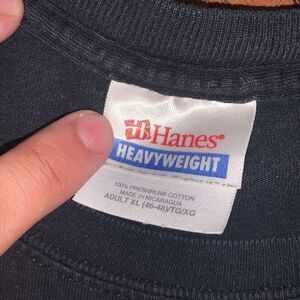 Hanes®
HEAVYWEIGHT
100% PRESHRUNK COTTON
MADE IN NICARAGUA
ADULT XL (46-48)/TG/XG